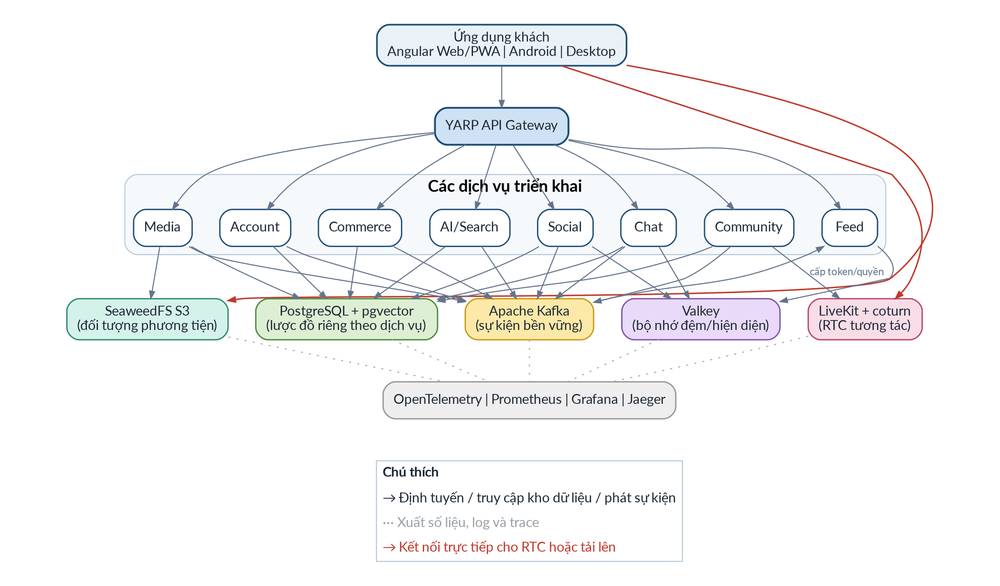 Ứng dụng khách
Angular Web/PWA | Android | Desktop
YARP API Gateway
Các dịch vụ triển khai
Media
Account
Commerce
AI/Search
Social
Chat
Community
Feed
cấp token/quyền
SeaweedFS S3
(đối tượng phương tiện)
PostgreSQL + pgvector
(lược đồ riêng theo dịch vụ)
Apache Kafka
(sự kiện bền vững)
Valkey
(bộ nhớ đệm/hiện diện)
LiveKit + coturn
(RTC tương tác)
OpenTelemetry | Prometheus | Grafana | Jaeger
Chú thích
→ Định tuyến / truy cập kho dữ liệu / phát sự kiện
··· Xuất số liệu, log và trace
→ Kết nối trực tiếp cho RTC hoặc tải lên